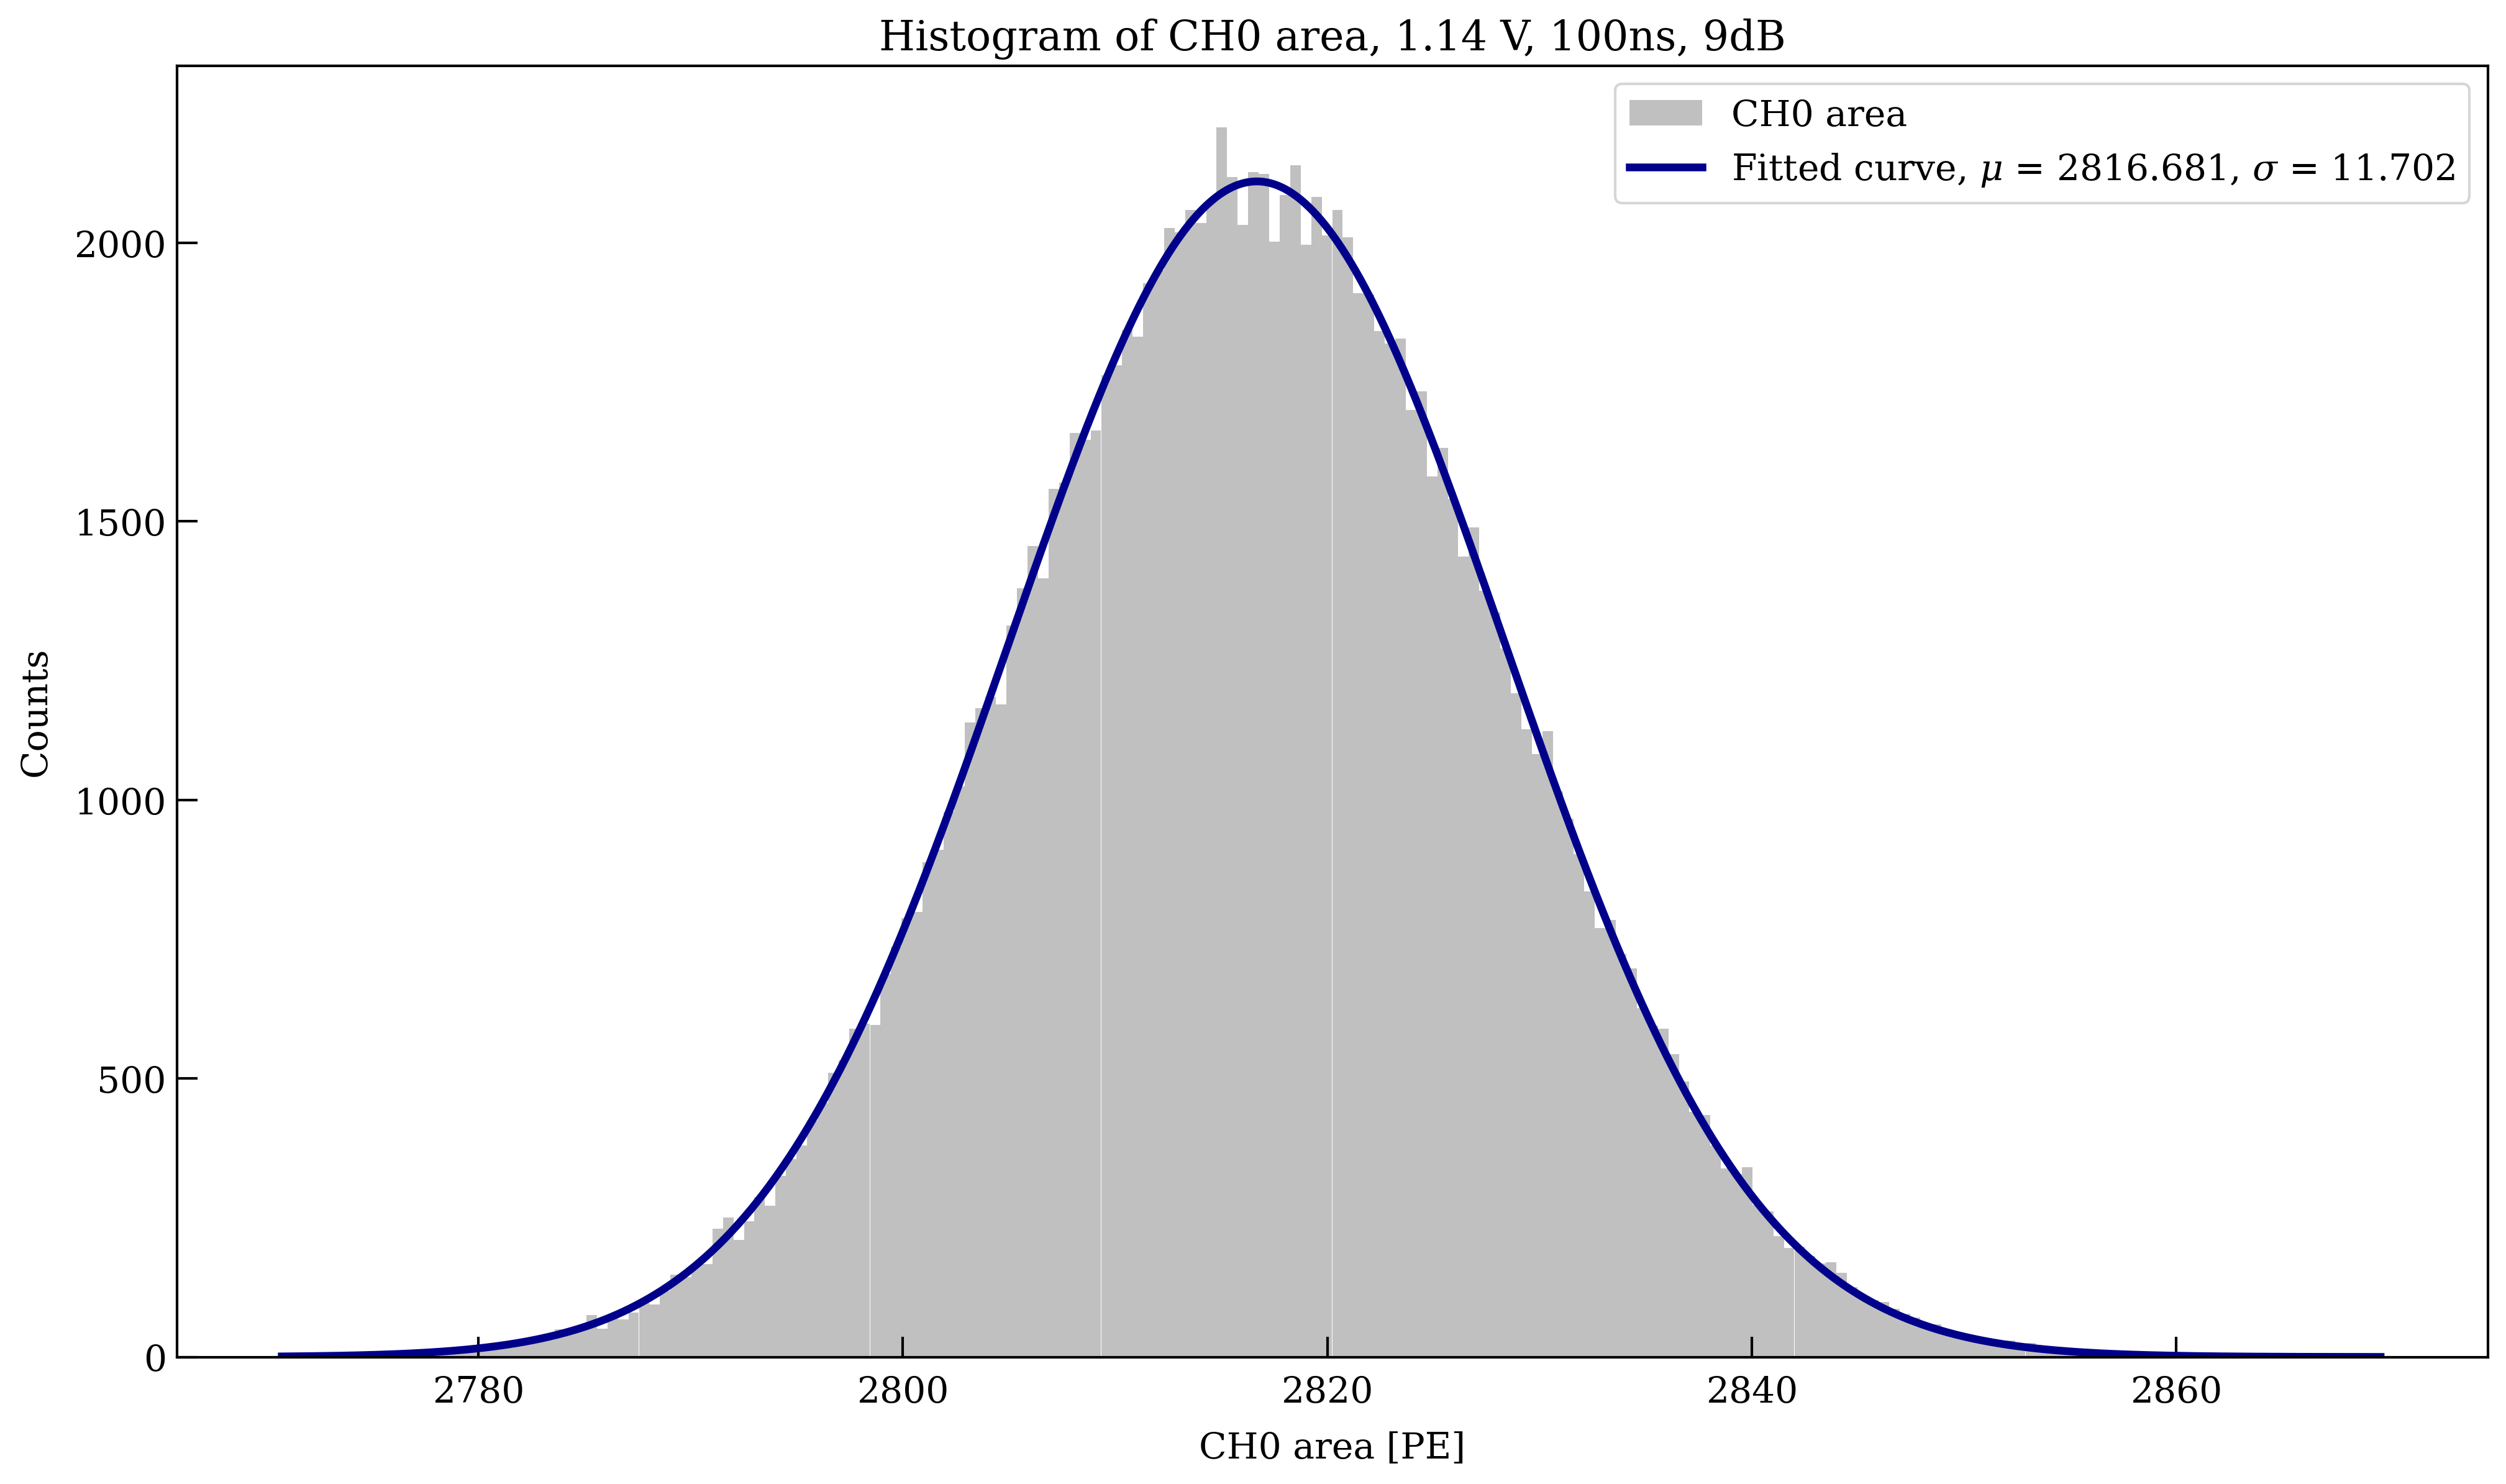 Histogram of CH0 area, 1.14 V, 100ns, 9dB
CH0 area
Fitted curve, μ = 2816.681, σ = 11.702
Counts
2000
1500
1000
500
0
2780 2800 2820 2840 2860
CH0 area [PE]